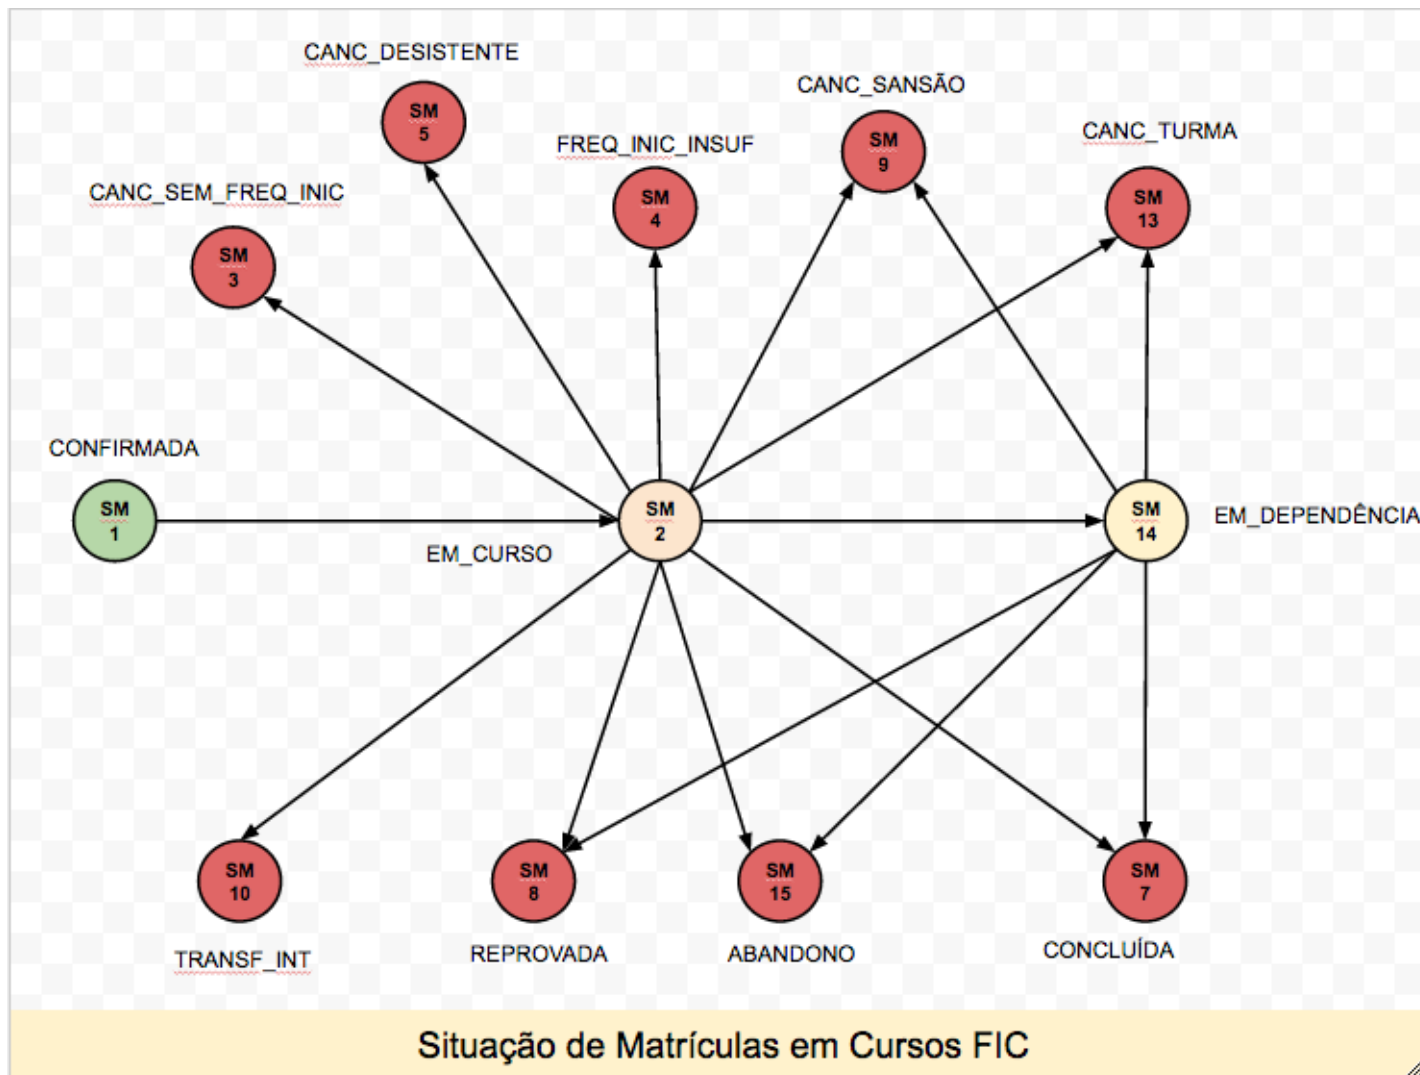 CANC_DESISTENTE
SM
5
CANC_SANSÃO
SM
9
FREQ_INIC_INSUF
SM
4
CANC_TURMA
SM
13
CANC_SEM_FREQ_INIC
SM
3
CONFIRMADA
SM
1
SM
2
EM_CURSO
SM
14
EM_DEPENDÊNCIA
SM
10
TRANSF_INT
SM
8
REPROVADA
SM
15
ABANDONO
SM
7
CONCLUÍDA
Situação de Matrículas em Cursos FIC